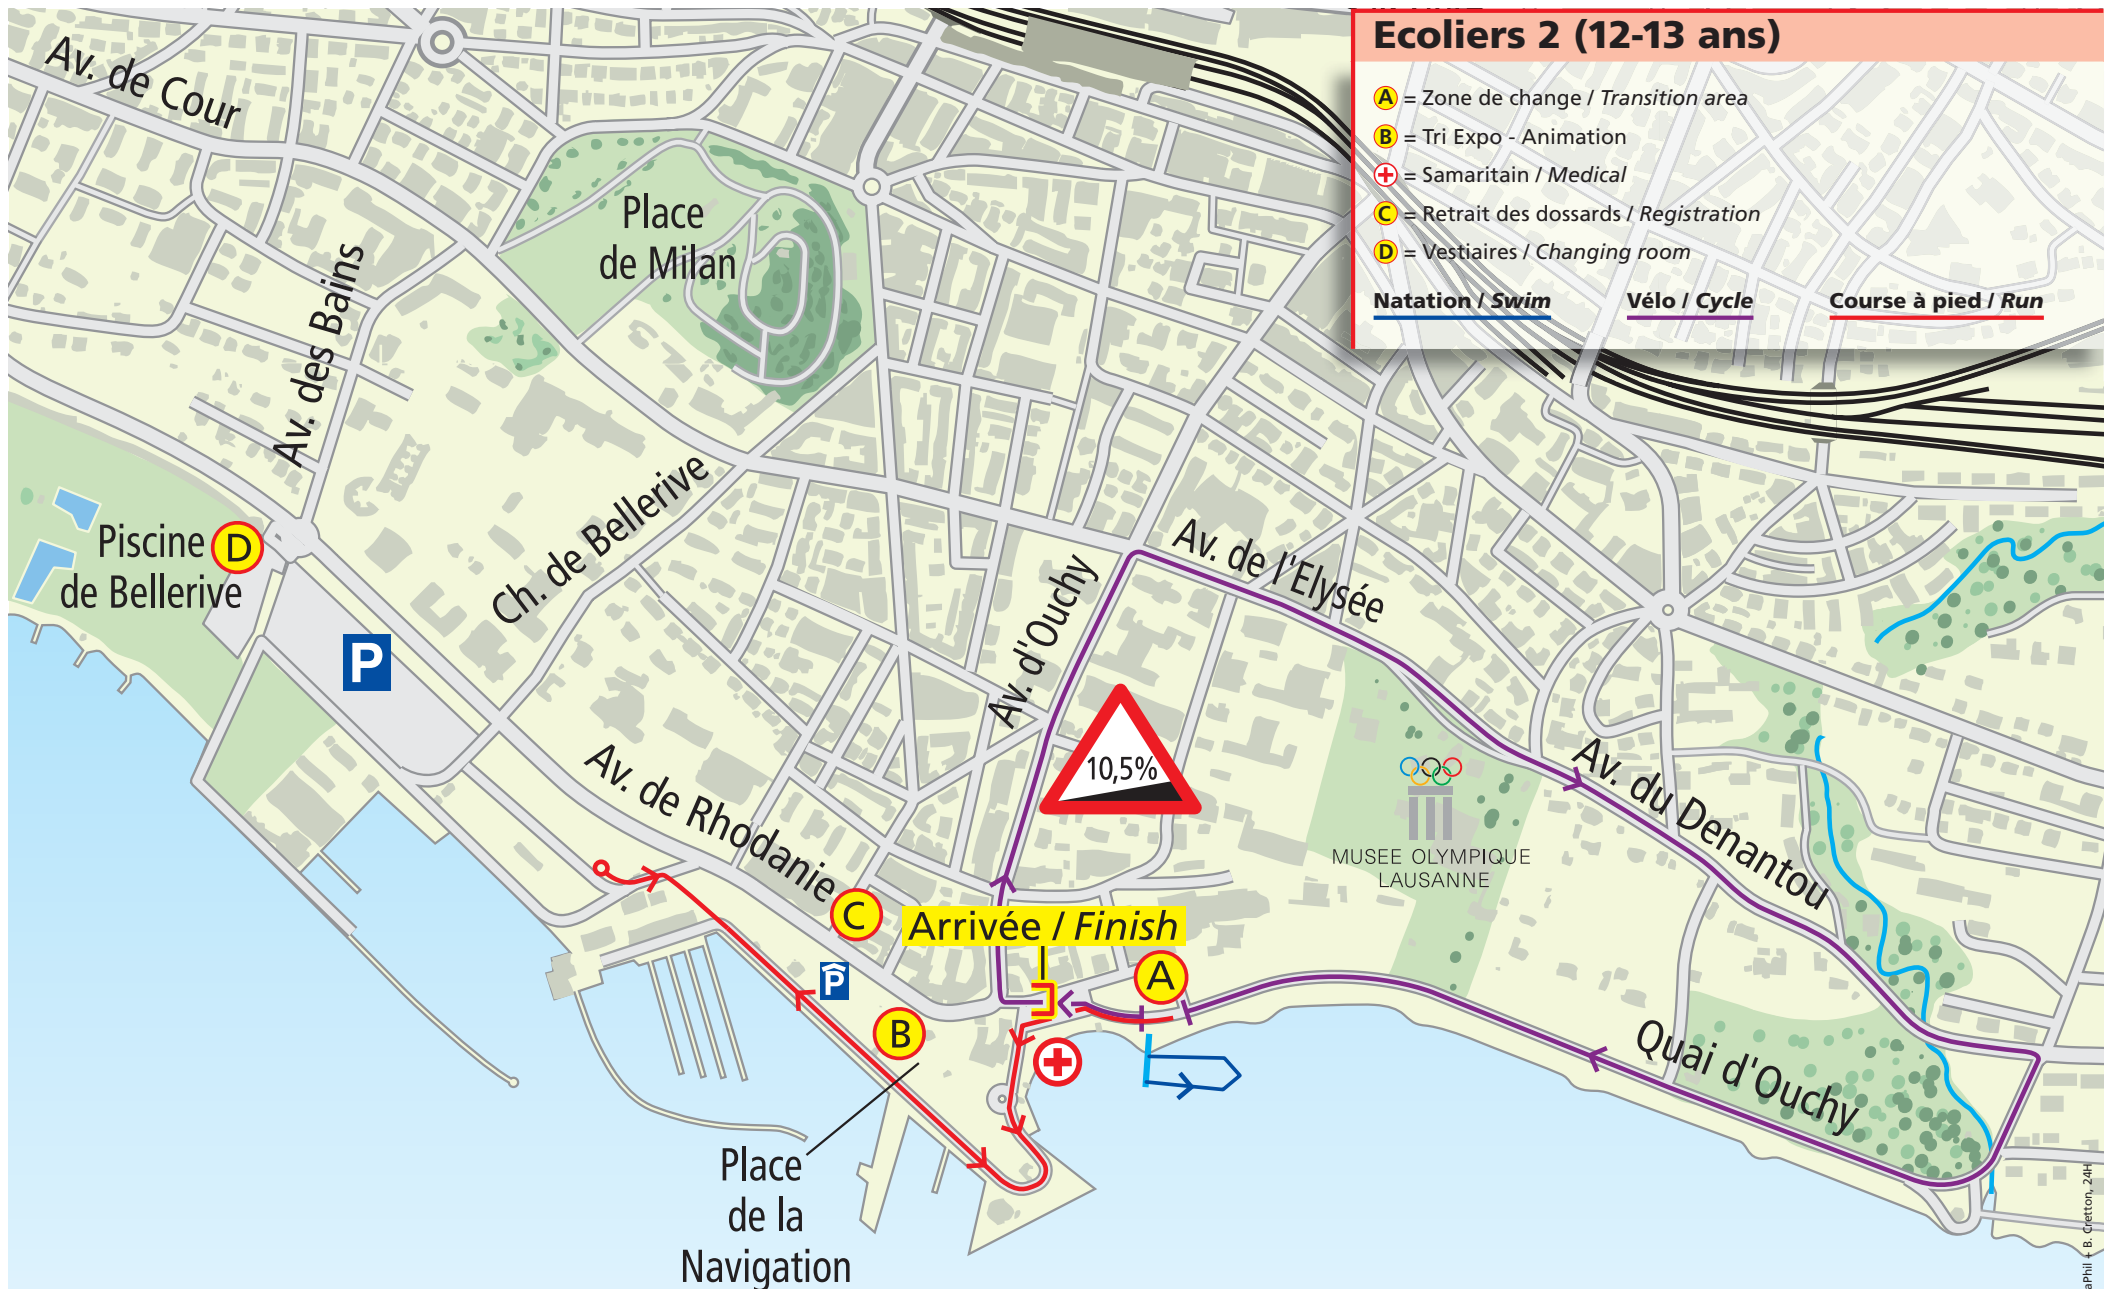 Ecoliers 2 (12-13 ans)
A = Zone de change / Transition area
B = Tri Expo - Animation
= Samaritain / Medical
C = Retrait des dossards / Registration
D = Vestiaires / Changing room
Natation / Swim
Vélo / Cycle
Course à pied / Run
Av. de Cour
Place
de Milan
Av. des Bains
Piscine
de Bellerive
D
P
Ch. de Bellerive
Av. d'Ouchy
Av. de l'Elysée
10,5%
MUSEE OLYMPIQUE
LAUSANNE
Av. du Denantou
Av. de Rhodanie
C
Arrivée / Finish
A
P
B
Quai d'Ouchy
Place
de la
Navigation
+ B. Cretton, 24H